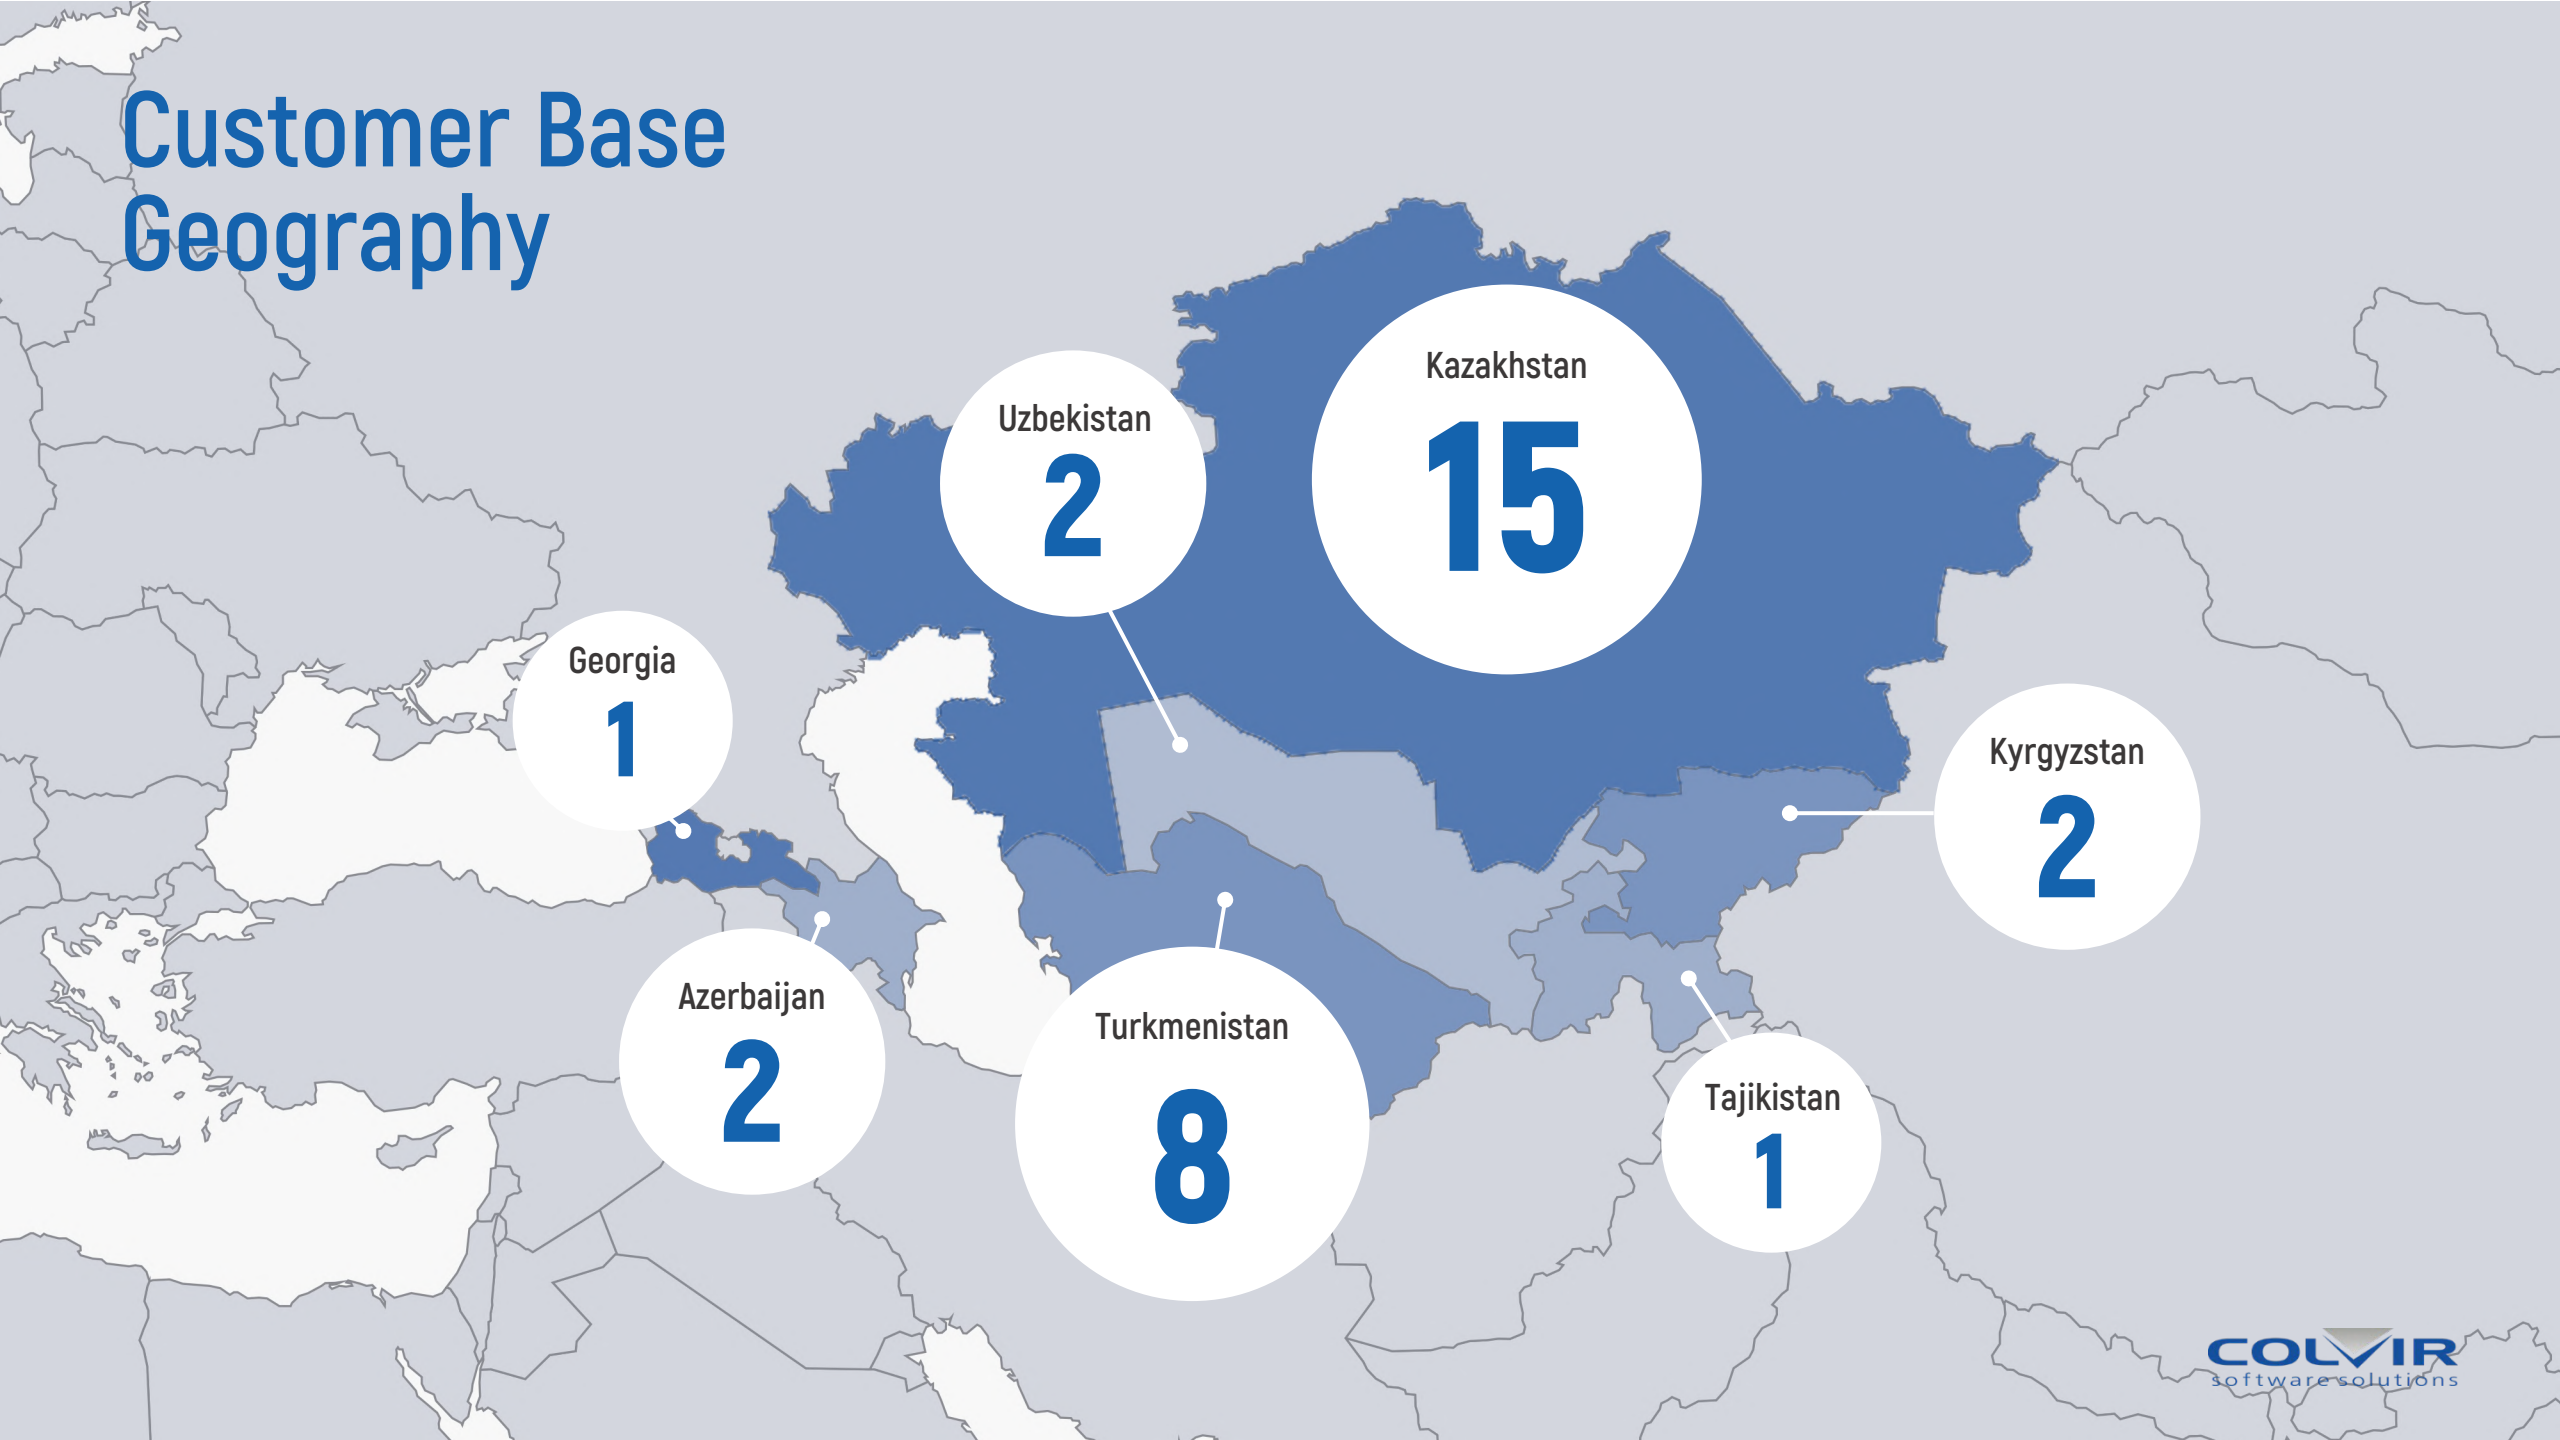 Customer Base
Geography
Kazakhstan
15
Uzbekistan
2
Georgia
1
Kyrgyzstan
2
Azerbaijan
2
Turkmenistan
8
Tajikistan
1
COLVIR
software solutions